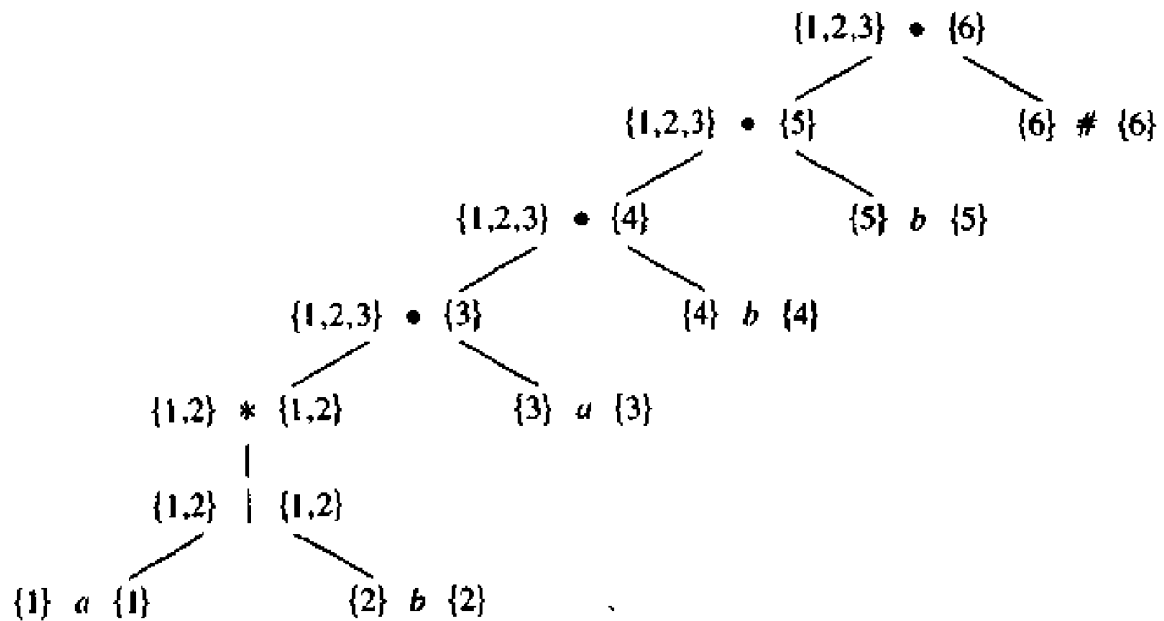 {1,2,3} • {6}
{1,2,3} • {5} {6} # {6}
{1,2,3} • {4} {5} b {5}
{1,2,3} • {3} {4} b {4}
{1,2} * {1,2} {3} a {3}
{1,2} | {1,2}
{1} a {1} {2} b {2}